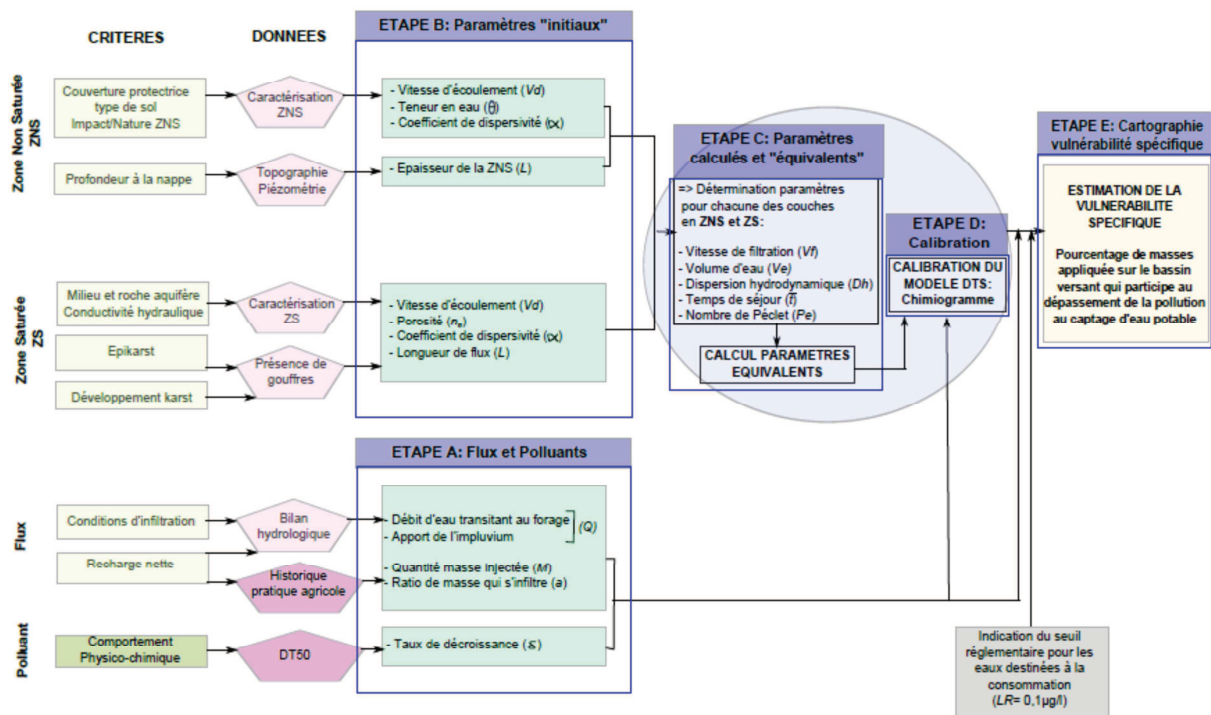 CRITERES
DONNEES
ETAPE B: Paramètres "initiaux"
Zone Non Saturée
ZNS
Couverture protectrice
type de sol
Impact/Nature ZNS
Caractérisation
ZNS
- Vitesse d'écoulement (Vd)
- Teneur en eau (θ)
- Coefficient de dispersivité (α)
Profondeur à la nappe
Topographie
Piézométrie
- Epaisseur de la ZNS (L)
Zone Saturée
ZS
Milieu et roche aquifère
Conductivité hydraulique
Caractérisation
ZS
Epikarst
Développement karst
Présence de
gouffres
- Vitesse d'écoulement (Vd)
- Porosité (nₑ)
- Coefficient de dispersivité (α)
- Longueur de flux (L)
ETAPE C: Paramètres
calculés et "équivalents"
=> Détermination paramètres
pour chacune des couches
en ZNS et ZS:
- Vitesse de filtration (Vf)
- Volume d'eau (Ve)
- Dispersion hydrodynamique (Dh)
- Temps de séjour (t̅)
- Nombre de Péclet (Pe)
CALCUL PARAMETRES
EQUIVALENTS
ETAPE D:
Calibration
CALIBRATION DU
MODELE DTS:
Chimiogramme
ETAPE E: Cartographie
vulnérabilité spécifique
ESTIMATION DE LA
VULNERABILITE
SPECIFIQUE
Pourcentage de masses
appliquée sur le bassin
versant qui participe au
dépassement de la pollution
au captage d'eau potable
ETAPE A: Flux et Polluants
Flux
Conditions d'infiltration
Recharge nette
Bilan
hydrologique
Historique
pratique agricole
- Débit d'eau transitant au forage
- Apport de l'impluvium
(Q)
- Quantité masse injectée (M)
- Ratio de masse qui s'infiltre (a)
Polluant
Comportement
Physico-chimique
DT50
- Taux de décroissance (ε)
Indication du seuil
réglementaire pour les
eaux destinées à la
consommation
(LR= 0,1µg/l)